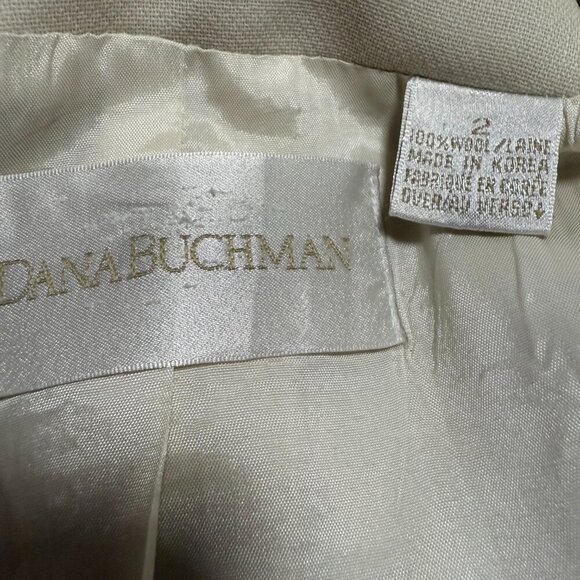 DANA BUCHMAN
2
100% WOOL/LAINE
MADE IN KOREA
FABRIQUE EN COREE
OVER/AU VERSO↓